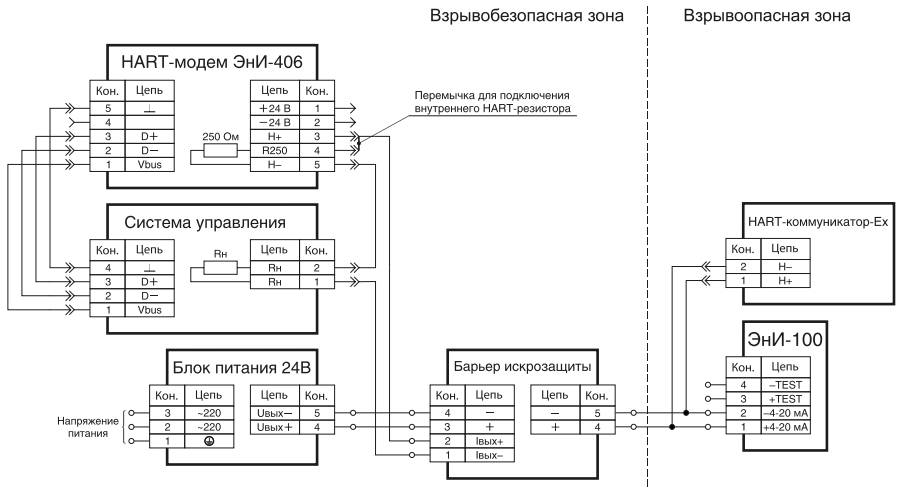 Взрывобезопасная зона
Взрывоопасная зона
HART-модем ЭнИ-406
Кон. Цепь
Цепь Кон.
5 ⊥
+24 В 1
4
−24 В 2
3 D+
250 Ом
H+ 3
2 D−
R250 4
1 Vbus
H− 5
Перемычка для подключения
внутреннего HART-резистора
Система управления
Кон. Цепь
Rн
Цепь Кон.
4 ⊥
Rн 2
3 D+
Rн 1
2 D−
1 Vbus
HART-коммуникатор-Ex
Кон. Цепь
2 H−
1 H+
Блок питания 24В
Кон. Цепь
Цепь Кон.
3 ~220
Uвых− 5
2 ~220
Uвых+ 4
1
Напряжение
питания
Барьер искрозащиты
Кон. Цепь
Цепь Кон.
4 −
− 5
3 +
+ 4
2 Iвых+
1 Iвых−
ЭнИ-100
Кон. Цепь
4 −TEST
3 +TEST
2 −4-20 мА
1 +4-20 мА